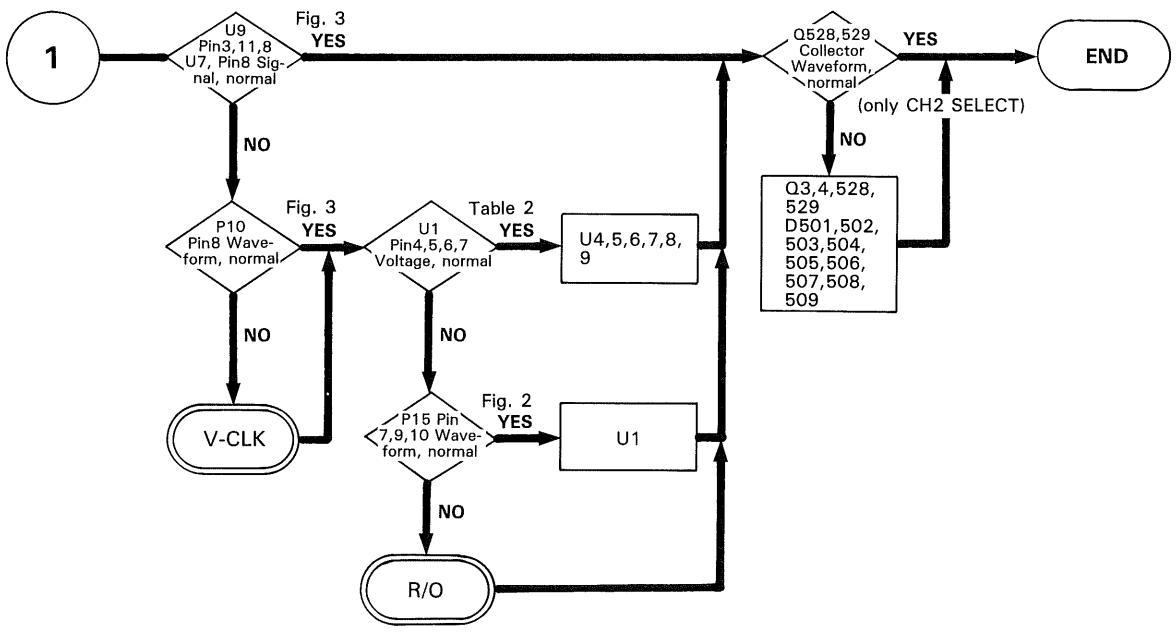 1
U9
Pin3,11,8
U7, Pin8 Sig-
nal, normal
Fig. 3
YES
NO
Q528,529
Collector
Waveform,
normal
YES
END
(only CH2 SELECT)
NO
Q3,4,528,
529
D501,502,
503,504,
505,506,
507,508,
509
P10
Pin8 Wave-
form, normal
Fig. 3
YES
NO
V-CLK
U1
Pin4,5,6,7
Voltage, normal
Table 2
YES
U4,5,6,7,8,
9
NO
P15 Pin
7,9,10 Wave-
form, normal
Fig. 2
YES
U1
NO
R/O